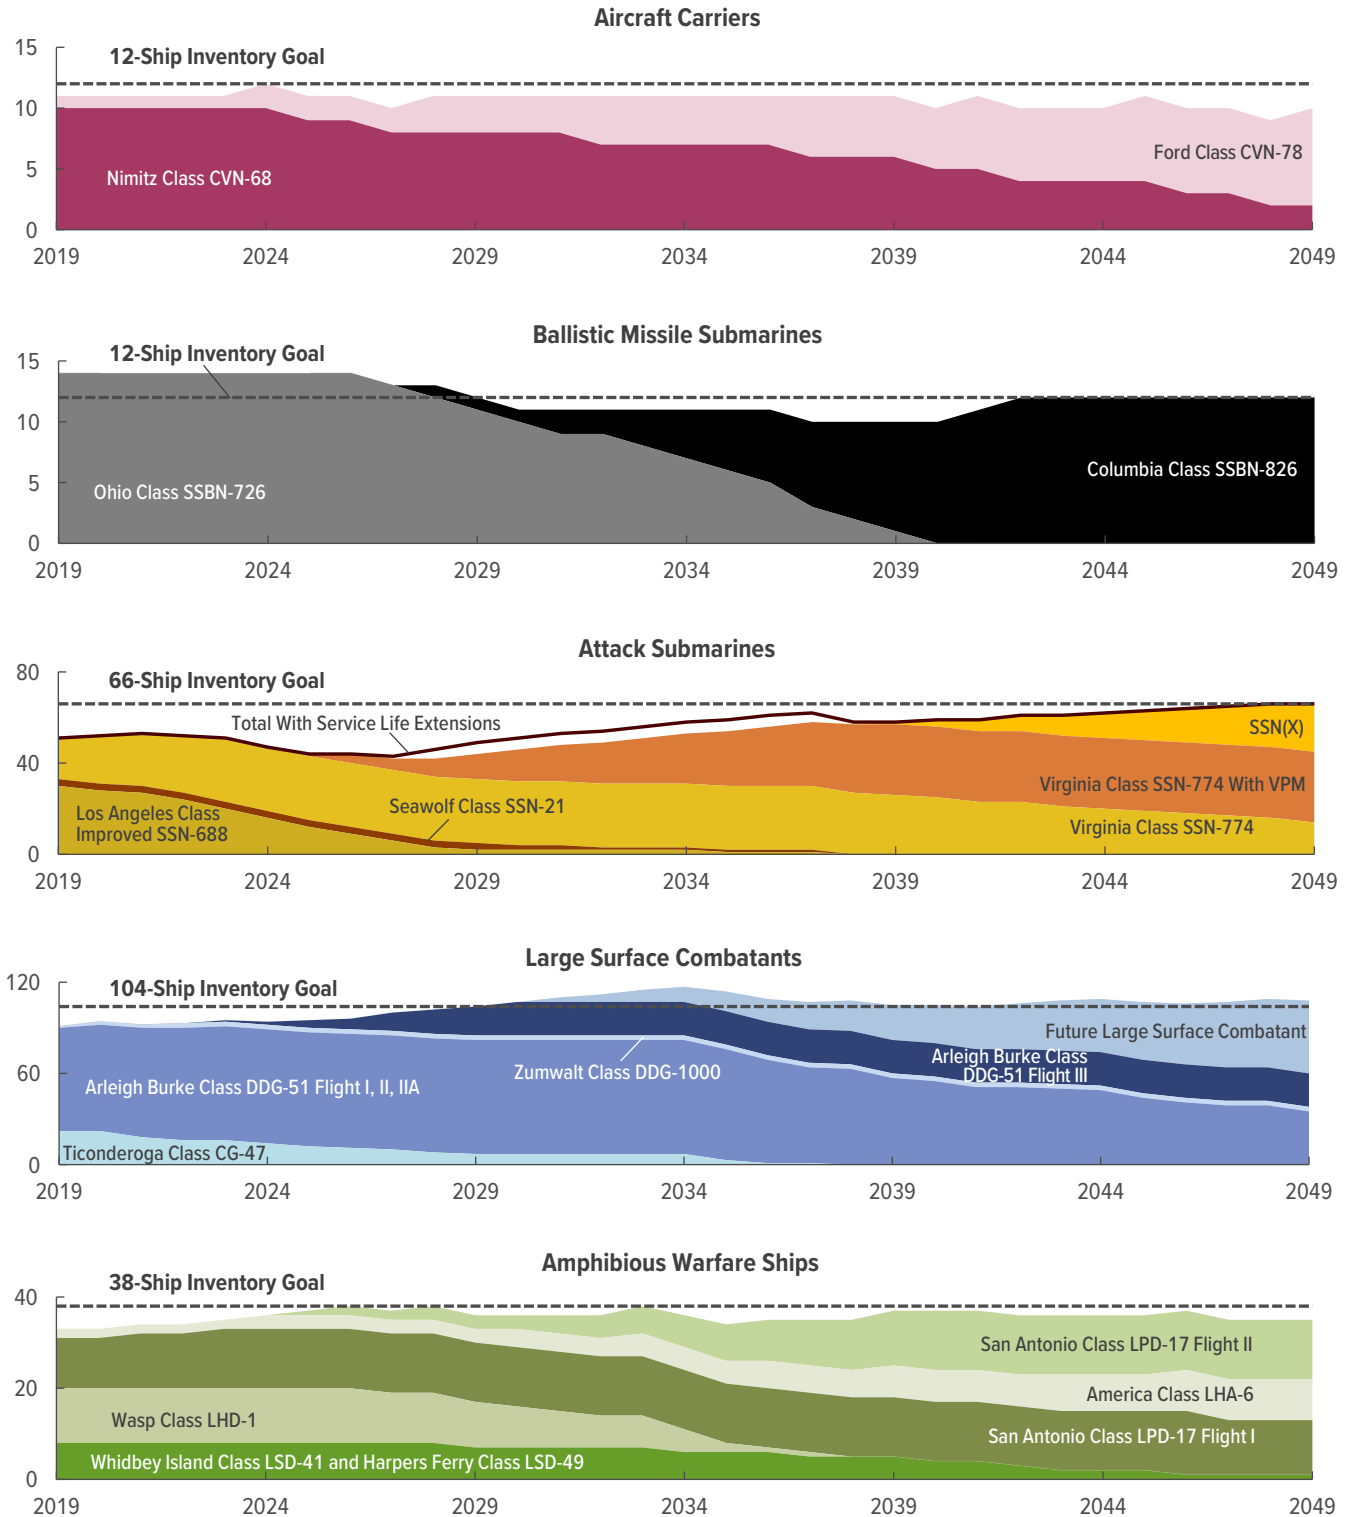 Aircraft Carriers
15
12-Ship Inventory Goal
10
Ford Class CVN-78
5
Nimitz Class CVN-68
0
2019 2024 2029 2034 2039 2044 2049
Ballistic Missile Submarines
12-Ship Inventory Goal
15
10
Columbia Class SSBN-826
5
Ohio Class SSBN-726
0
2019 2024 2029 2034 2039 2044 2049
Attack Submarines
80
66-Ship Inventory Goal
Total With Service Life Extensions
SSN(X)
40
Virginia Class SSN-774 With VPM
Seawolf Class SSN-21
Los Angeles Class
Improved SSN-688
Virginia Class SSN-774
0
2019 2024 2029 2034 2039 2044 2049
Large Surface Combatants
120
104-Ship Inventory Goal
Future Large Surface Combatant
Arleigh Burke Class
DDG-51 Flight III
60
Zumwalt Class DDG-1000
Arleigh Burke Class DDG-51 Flight I, II, IIA
Ticonderoga Class CG-47
0
2019 2024 2029 2034 2039 2044 2049
Amphibious Warfare Ships
38-Ship Inventory Goal
40
San Antonio Class LPD-17 Flight II
20
America Class LHA-6
Wasp Class LHD-1
San Antonio Class LPD-17 Flight I
Whidbey Island Class LSD-41 and Harpers Ferry Class LSD-49
0
2019 2024 2029 2034 2039 2044 2049